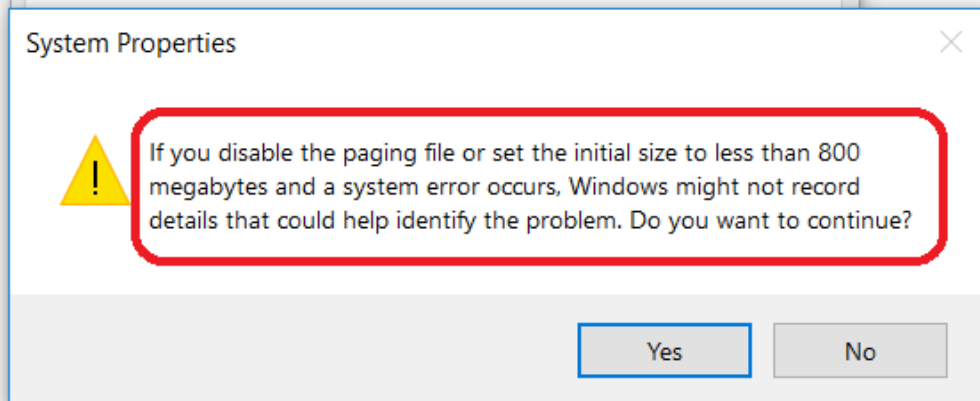 System Properties
If you disable the paging file or set the initial size to less than 800
megabytes and a system error occurs, Windows might not record
details that could help identify the problem. Do you want to continue?
Yes
No